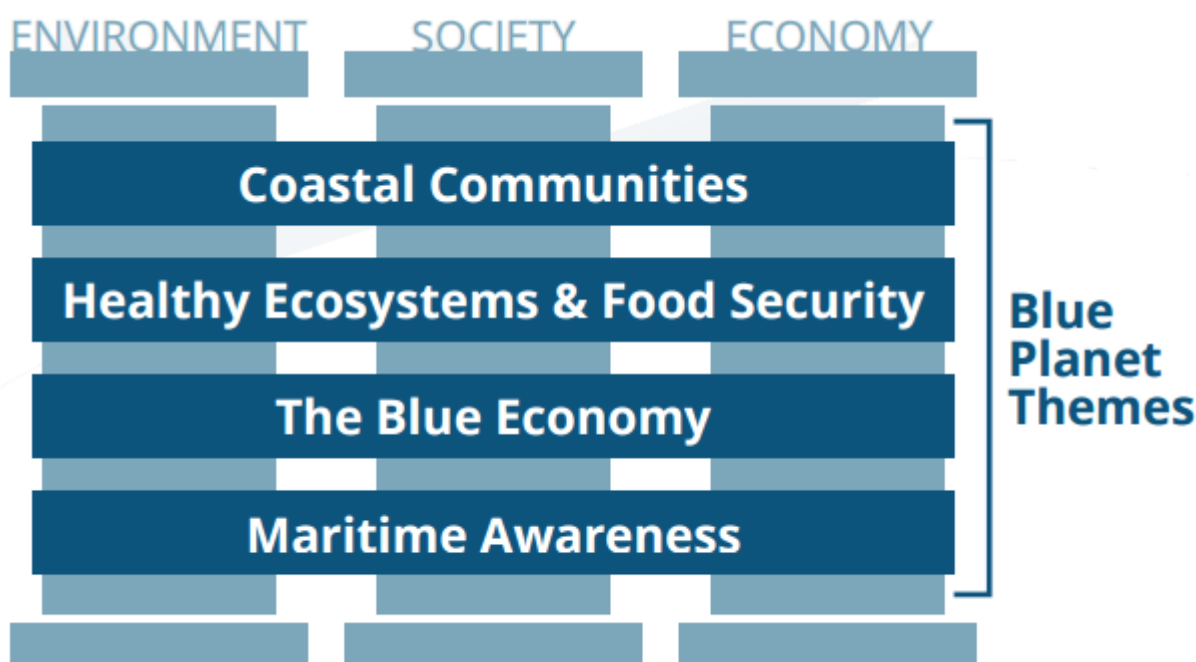 ENVIRONMENT SOCIETY ECONOMY
Coastal Communities
Healthy Ecosystems & Food Security
The Blue Economy
Maritime Awareness
Blue
Planet
Themes